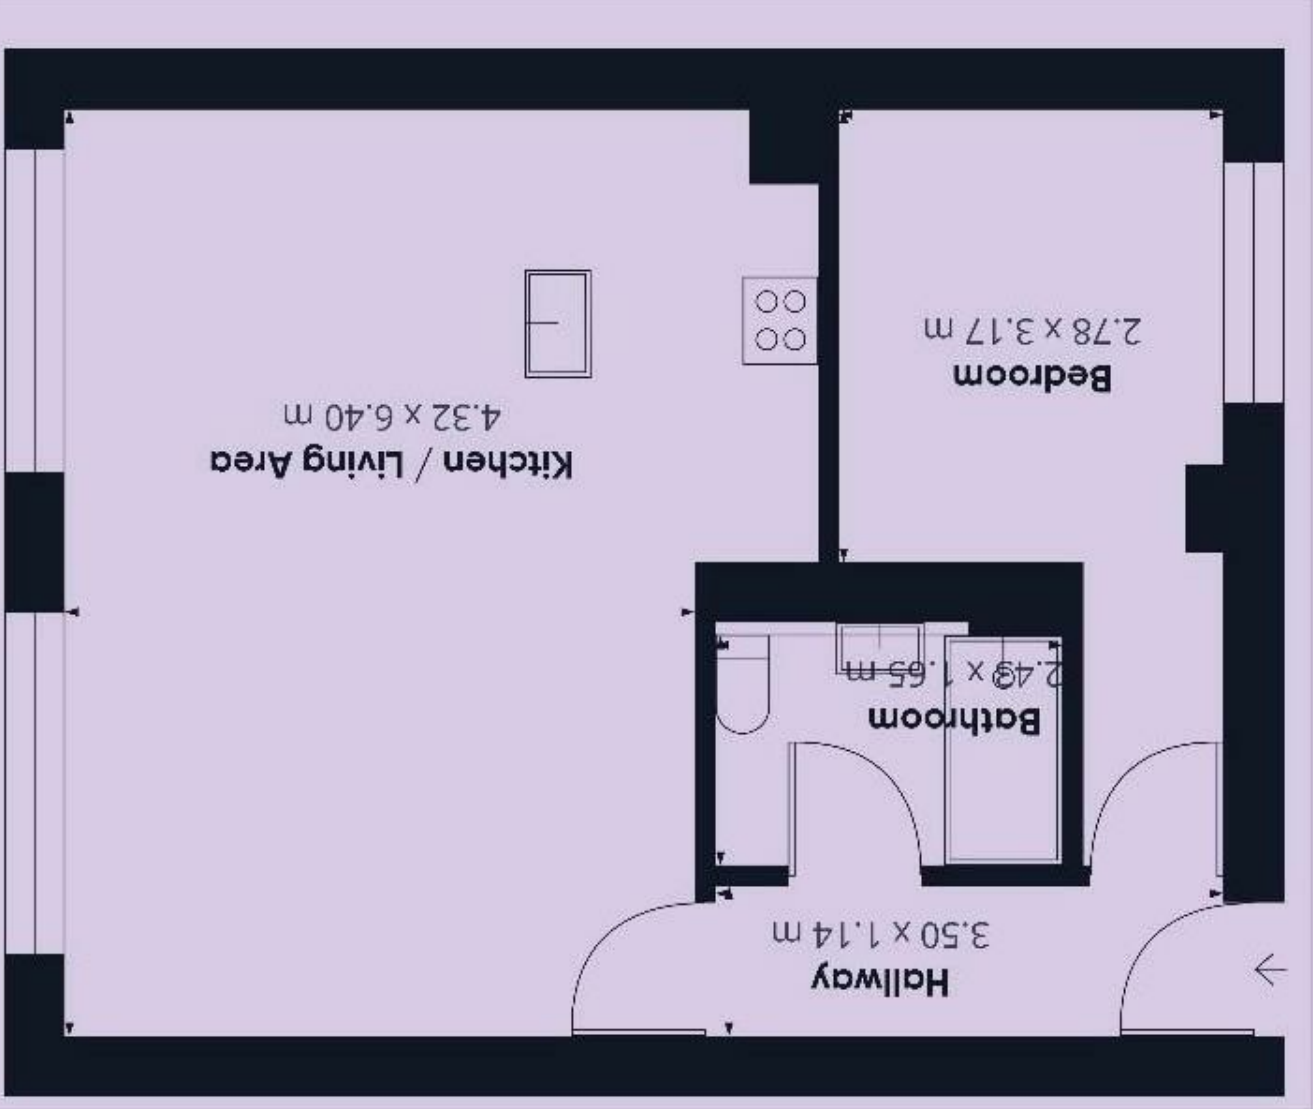 Hallway
3.50 x 1.14 m
Bathroom
2.43 x 1.65 m
Kitchen / Living Area
4.32 x 6.40 m
Bedroom
2.78 x 3.17 m